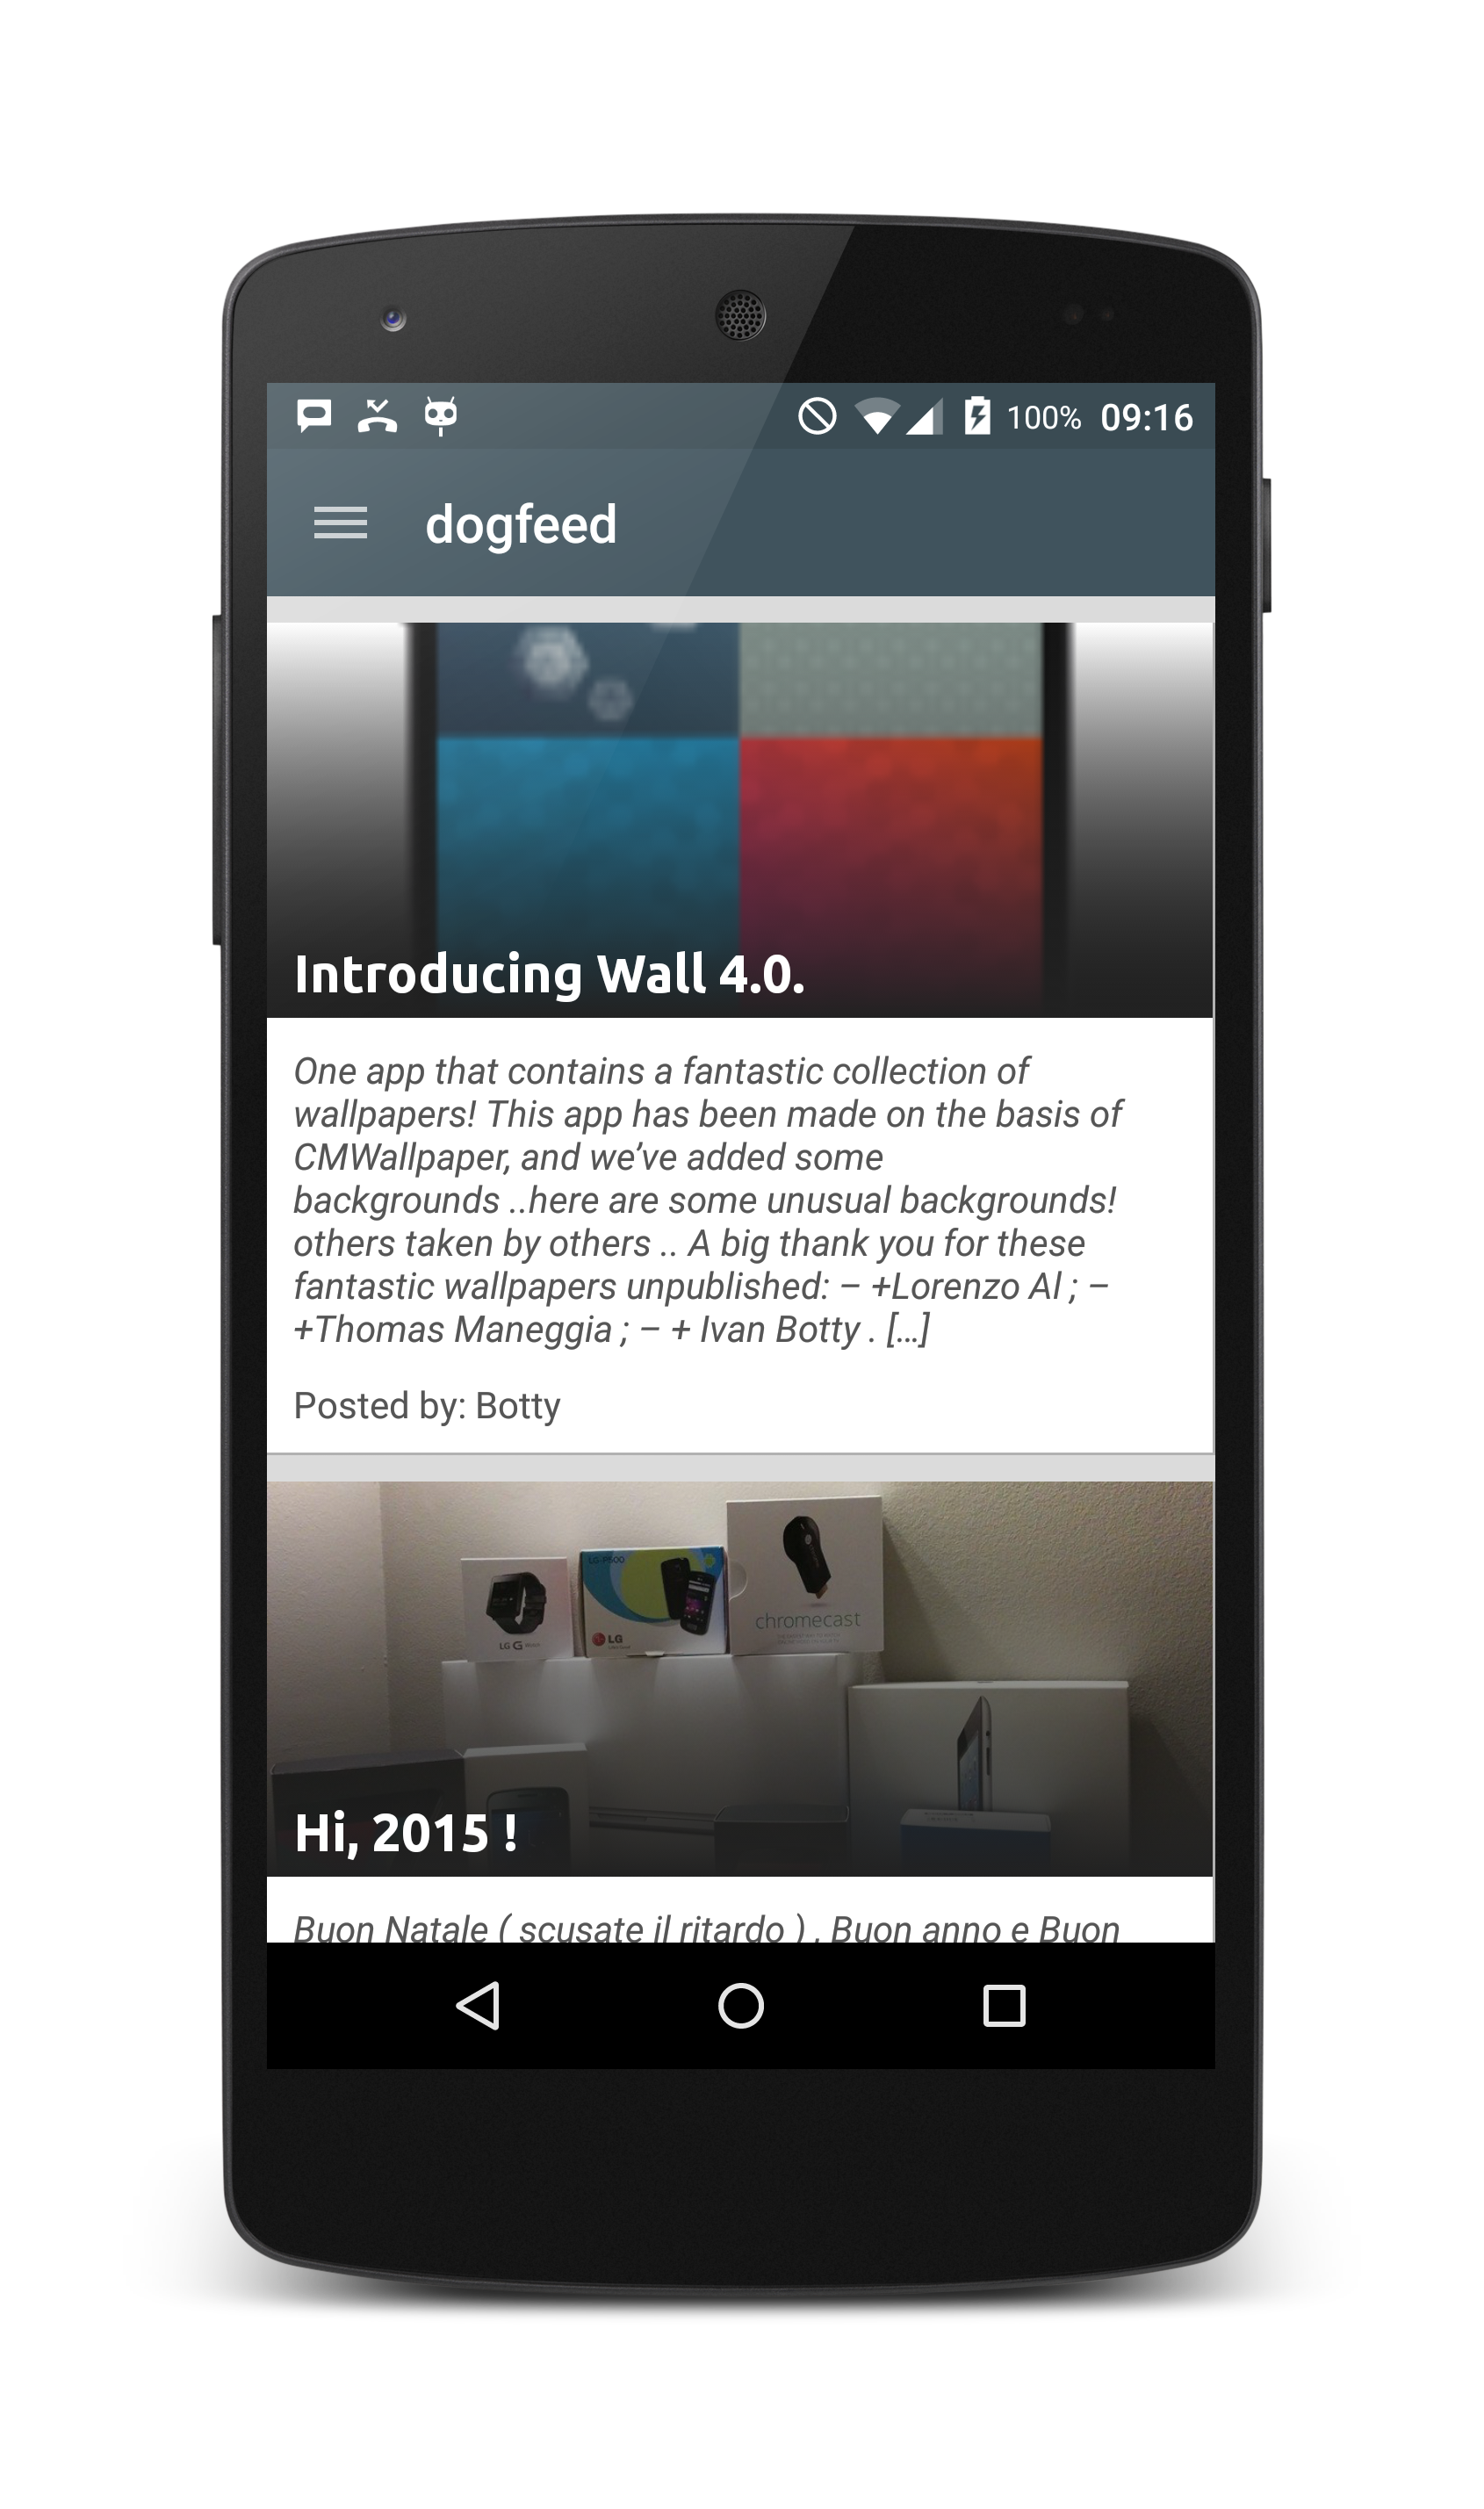 100% 09:16
dogfeed
Introducing Wall 4.0.
One app that contains a fantastic collection of
wallpapers! This app has been made on the basis of
CMWallpaper, and we’ve added some
backgrounds ..here are some unusual backgrounds!
others taken by others .. A big thank you for these
fantastic wallpapers unpublished: – +Lorenzo Al ; –
+Thomas Maneggia ; – + Ivan Botty . [...]
Posted by: Botty
LG-P500
chromecast
LG G
LG
Hi, 2015 !
Buon Natale ( scusate il ritardo ) , Buon anno e Buon